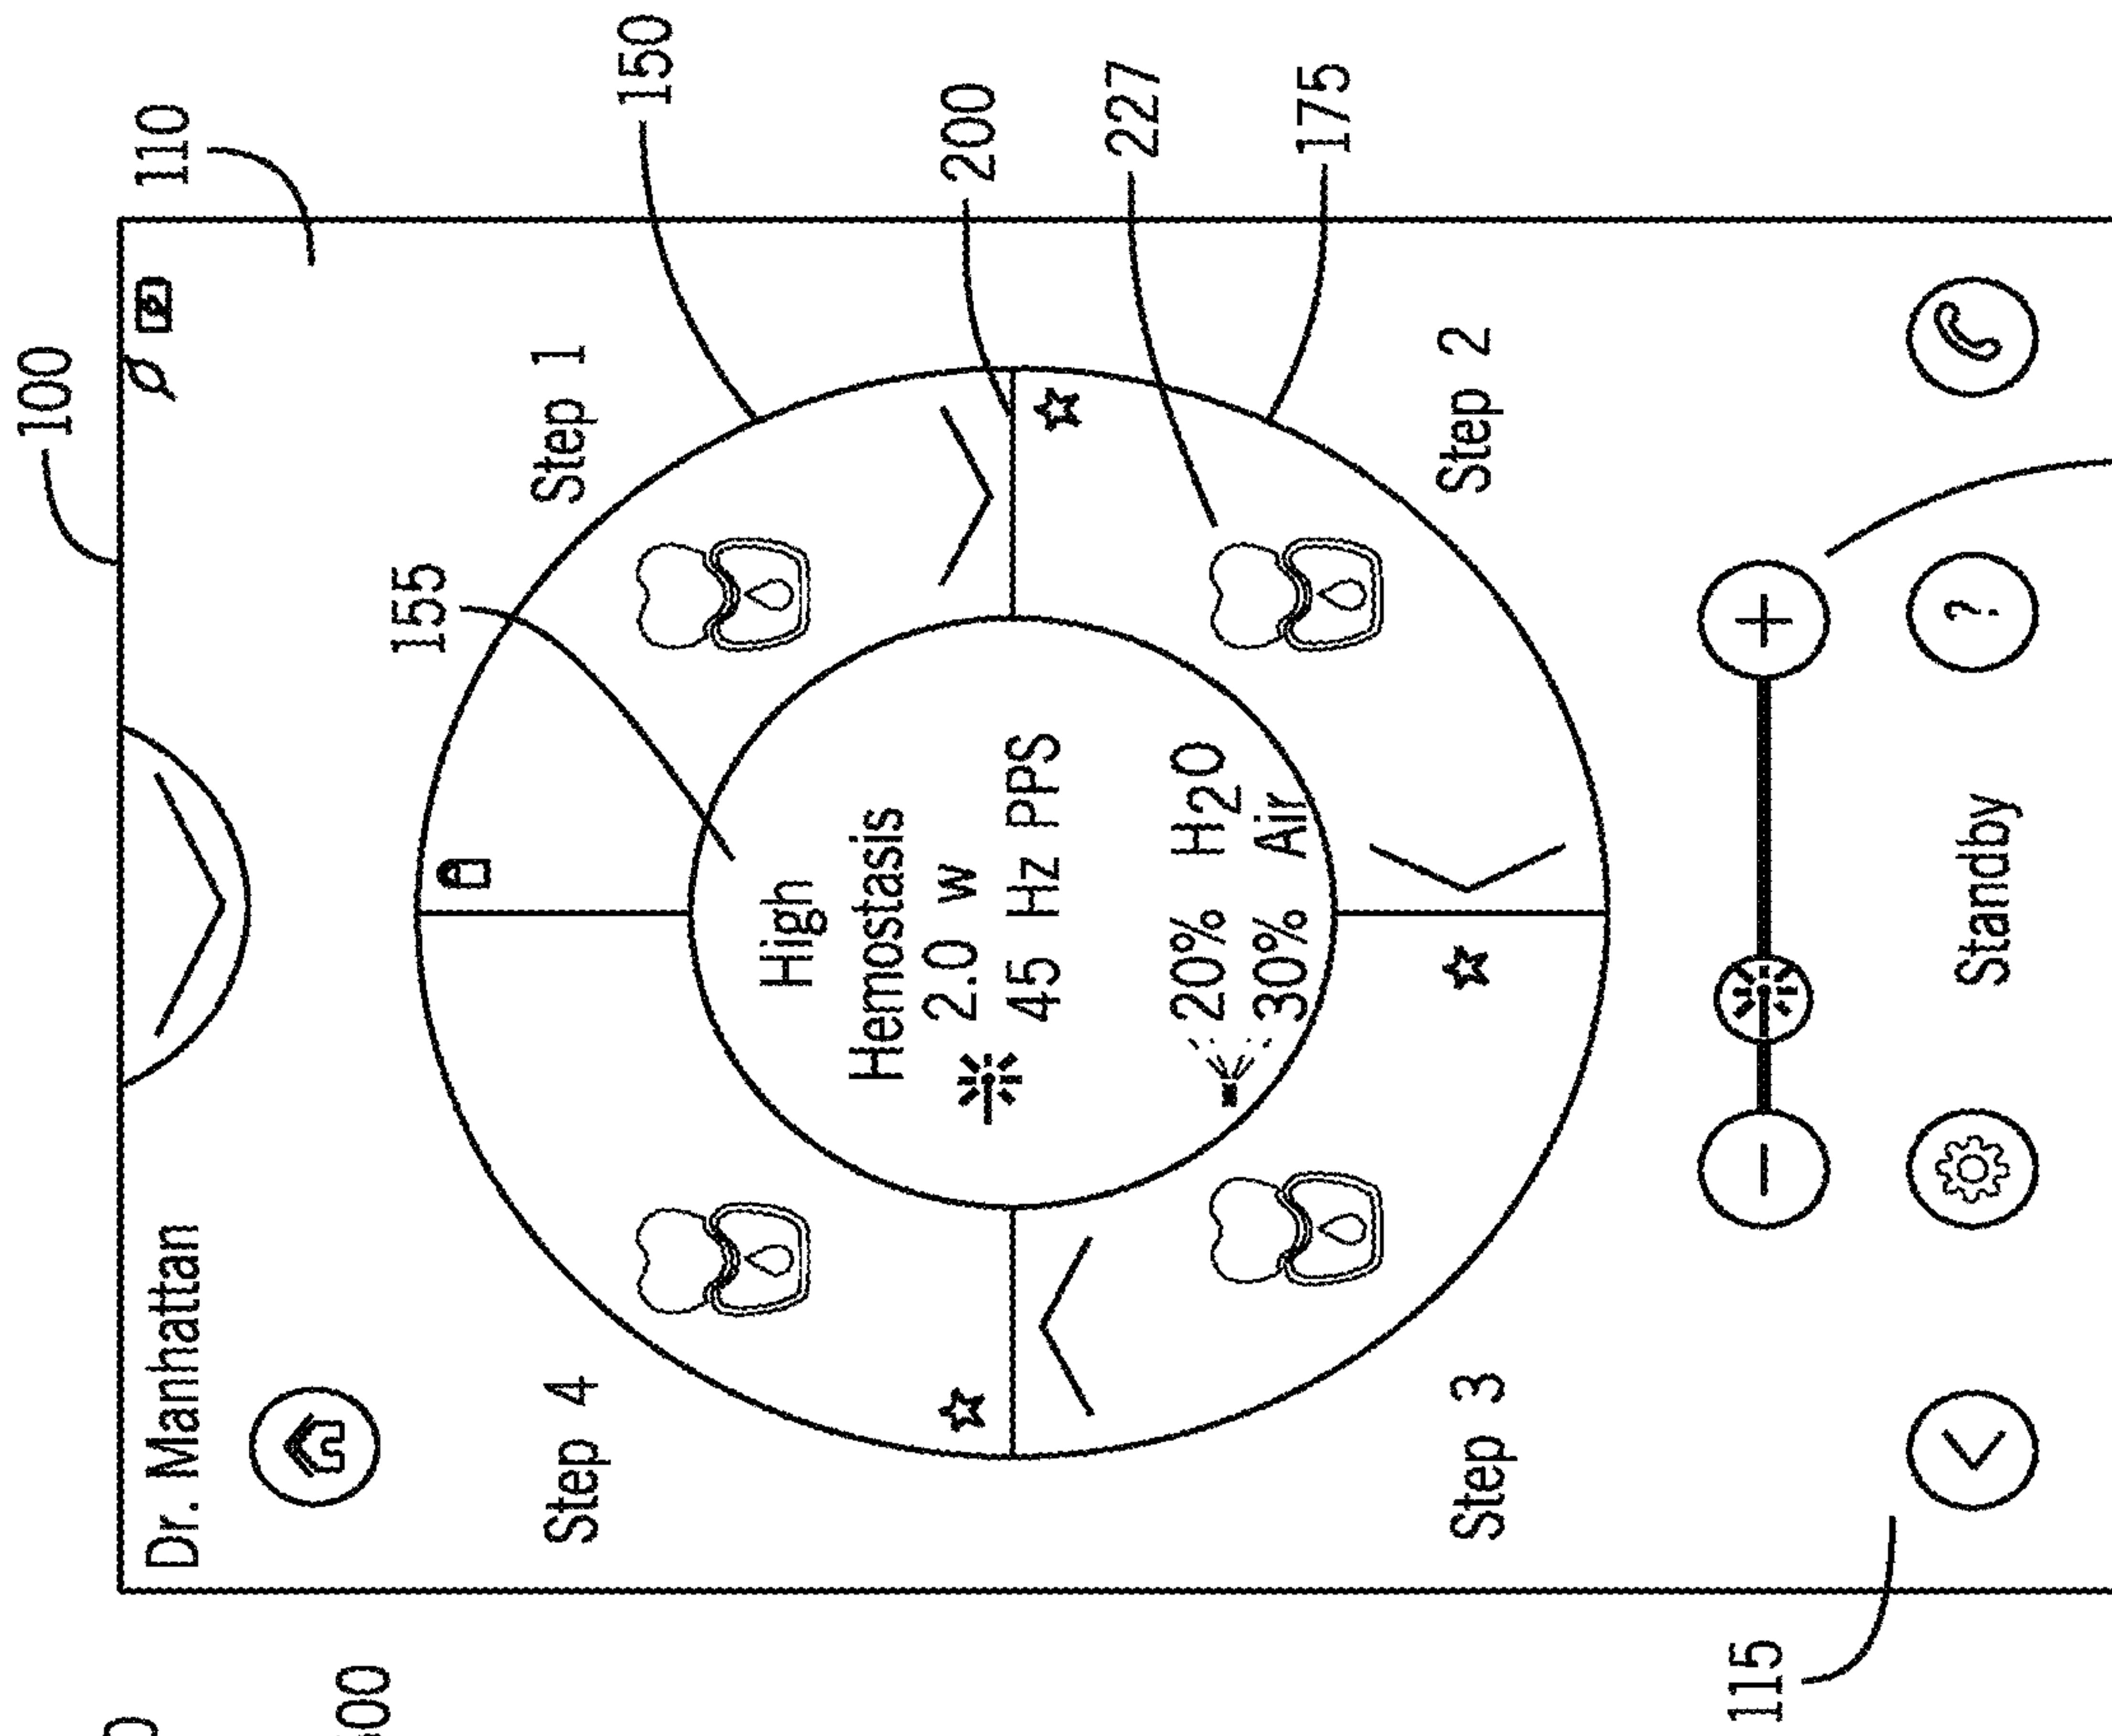 100
110
150
Dr. Manhattan
155
Step 4
Step 1
High
Hemostasis
2.0 w
45 Hz PPS
20% H2O
30% Air
200
227
175
Step 3
Step 2
Standby
?
115